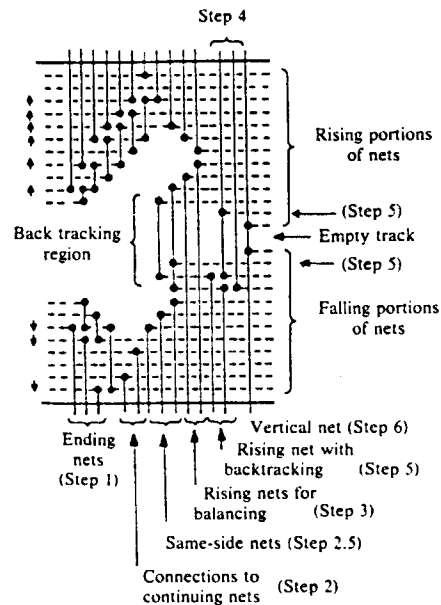 Step 4
Rising portions
of nets
(Step 5)
Back tracking
region
Empty track
(Step 5)
Falling portions
of nets
Ending
nets
(Step 1)
Vertical net (Step 6)
Rising net with
backtracking (Step 5)
Rising nets for
balancing (Step 3)
Same-side nets (Step 2.5)
Connections to
continuing nets (Step 2)